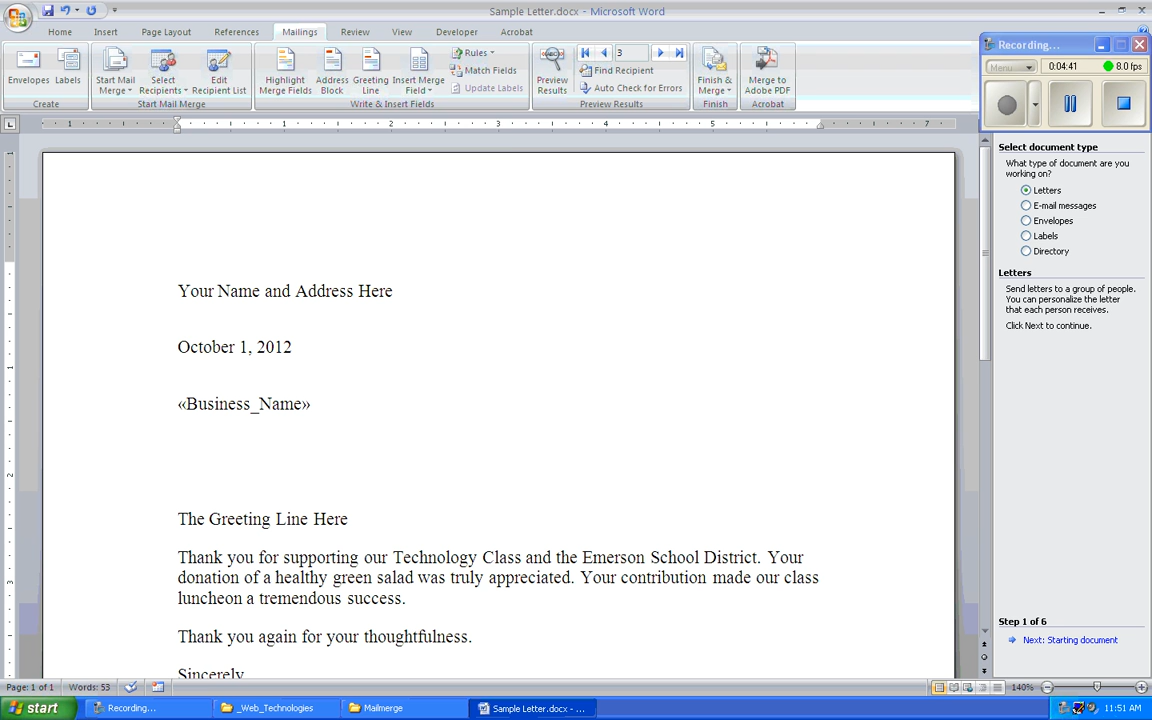 Sample Letter.docx - Microsoft Word
Home Insert Page Layout References Mailings Review View Developer Acrobat
Recording...
Menu 0:04:41 8.0 fps
Envelopes Labels
Create
Start Mail Merge Select Recipients Edit Recipient List
Start Mail Merge
Highlight Merge Fields Address Block Greeting Line Insert Merge Field
Rules
Match Fields
Update Labels
Write & Insert Fields
Preview Results
3
Find Recipient
Auto Check for Errors
Preview Results
Finish & Merge
Finish
Merge to Adobe PDF
Acrobat
1 1 2 3 4 5 7
Your Name and Address Here
October 1, 2012
«Business_Name»
The Greeting Line Here
Thank you for supporting our Technology Class and the Emerson School District. Your
donation of a healthy green salad was truly appreciated. Your contribution made our class
luncheon a tremendous success.
Thank you again for your thoughtfulness.
Sincerely
Select document type
What type of document are you
working on?
Letters
E-mail messages
Envelopes
Labels
Directory
Letters
Send letters to a group of people.
You can personalize the letter
that each person receives.
Click Next to continue.
Step 1 of 6
Next: Starting document
Page: 1 of 1 Words: 53 140%
start Recording... _Web_Technologies Mailmerge Sample Letter.docx - ... 11:51 AM